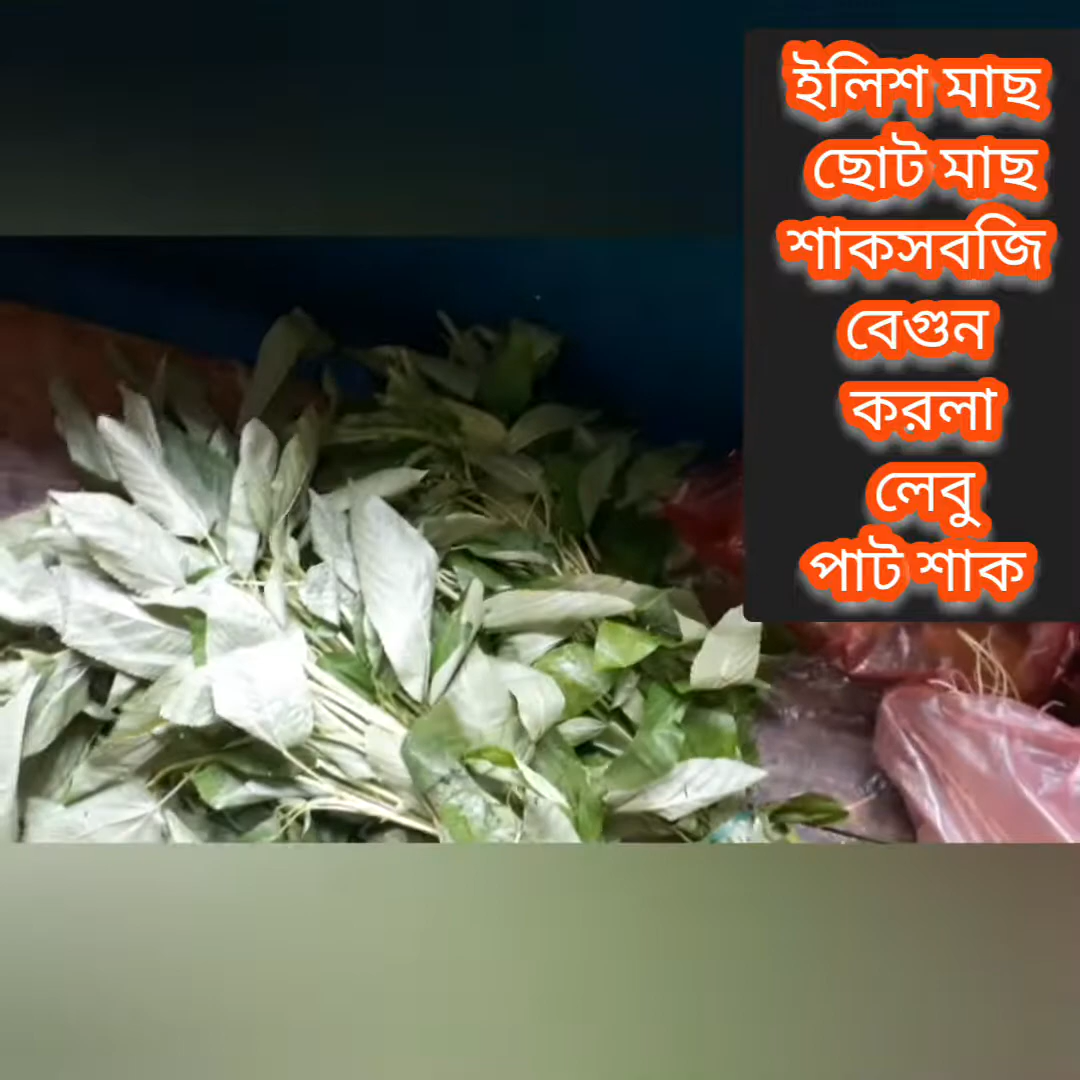 ইলিশ মাছ
ছোট মাছ
শাকসবজি
বেগুন
করলা
লেবু
পাট শাক